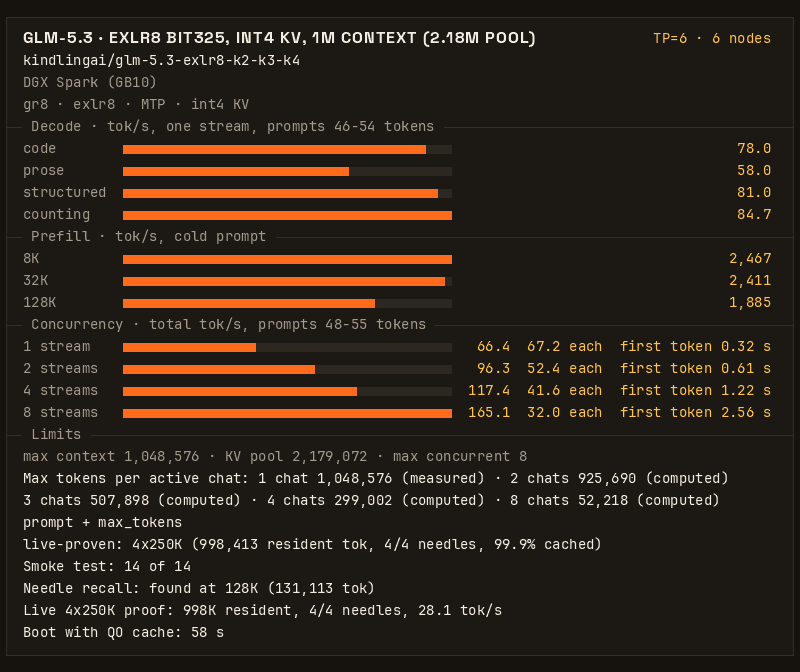 GLM-5.3 · EXLR8 BIT325, INT4 KV, 1M CONTEXT (2.18M POOL) TP=6 · 6 nodes
kindlingai/glm-5.3-exlr8-k2-k3-k4
DGX Spark (GB10)
gr8 · exlr8 · MTP · int4 KV
Decode · tok/s, one stream, prompts 46-54 tokens
code 78.0
prose 58.0
structured 81.0
counting 84.7
Prefill · tok/s, cold prompt
8K 2,467
32K 2,411
128K 1,885
Concurrency · total tok/s, prompts 48-55 tokens
1 stream 66.4 67.2 each first token 0.32 s
2 streams 96.3 52.4 each first token 0.61 s
4 streams 117.4 41.6 each first token 1.22 s
8 streams 165.1 32.0 each first token 2.56 s
Limits
max context 1,048,576 · KV pool 2,179,072 · max concurrent 8
Max tokens per active chat: 1 chat 1,048,576 (measured) · 2 chats 925,690 (computed)
3 chats 507,898 (computed) · 4 chats 299,002 (computed) · 8 chats 52,218 (computed)
prompt + max_tokens
live-proven: 4x250K (998,413 resident tok, 4/4 needles, 99.9% cached)
Smoke test: 14 of 14
Needle recall: found at 128K (131,113 tok)
Live 4x250K proof: 998K resident, 4/4 needles, 28.1 tok/s
Boot with QO cache: 58 s